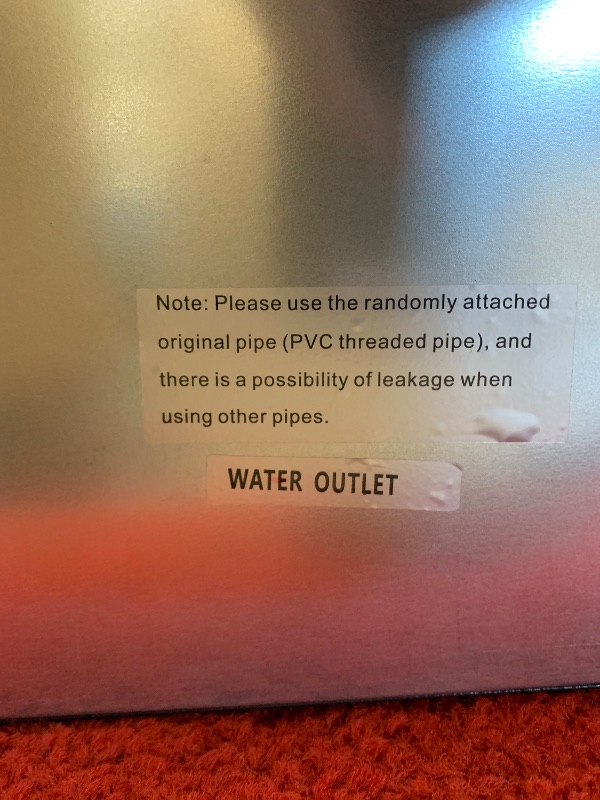 Note: Please use the randomly attached
original pipe (PVC threaded pipe), and
there is a possibility of leakage when
using other pipes.
WATER OUTLET